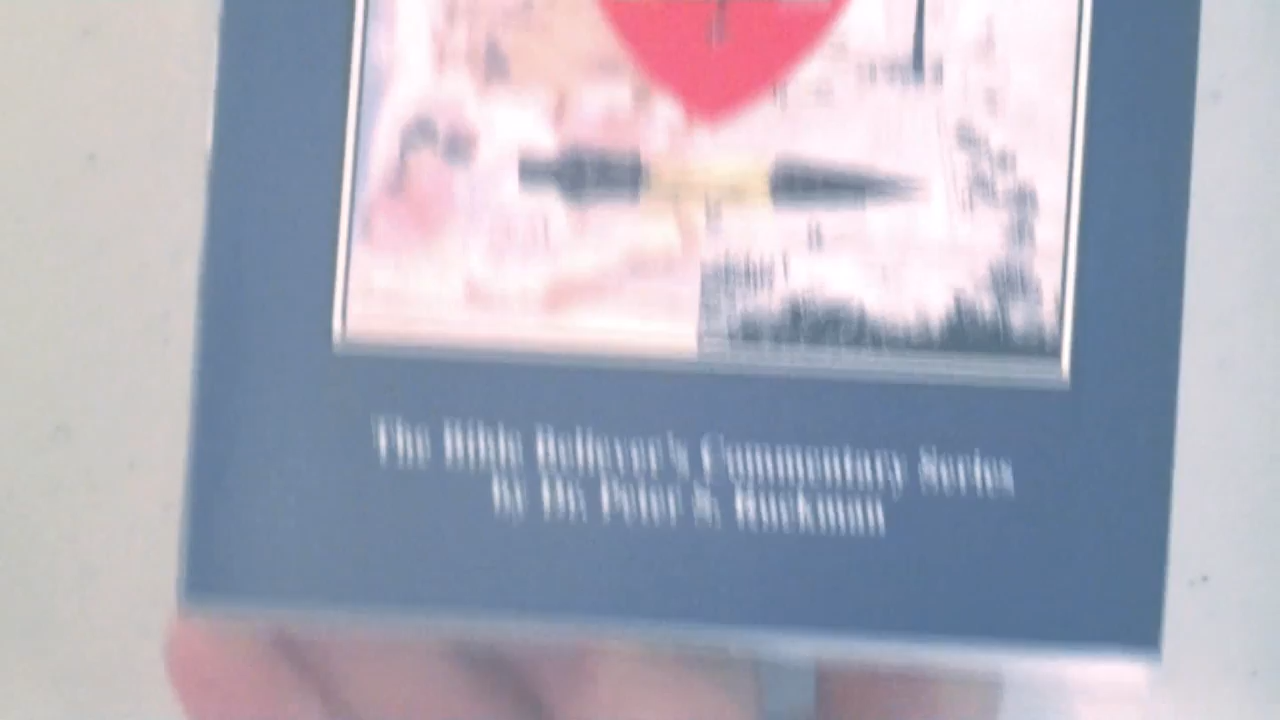 The Bible Believer's Commentary Series
by Dr. Peter S. Ruckman